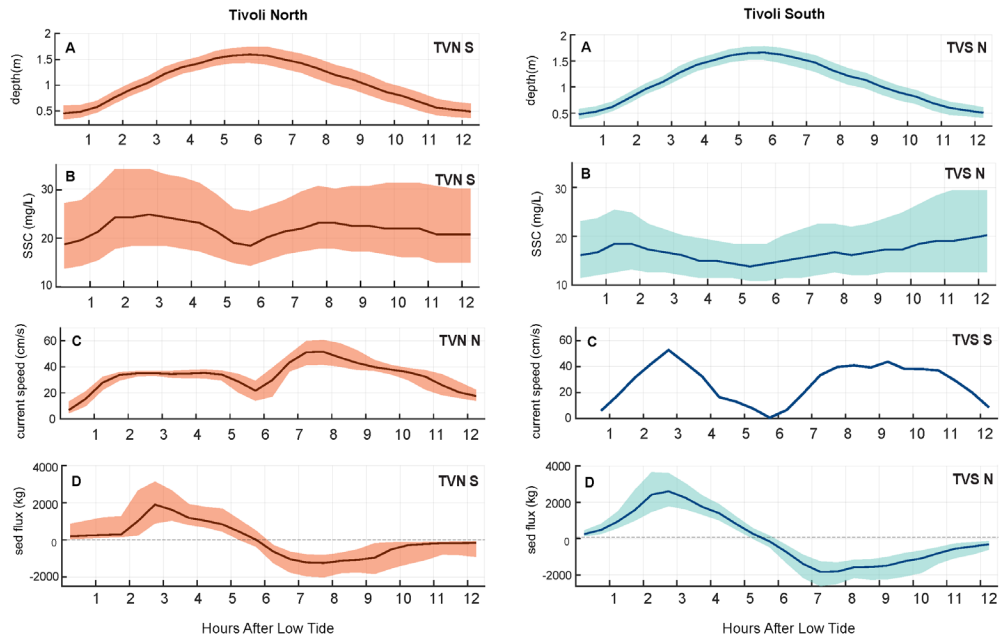 Tivoli North
A
TVN S
depth(m)
2
1.5
1
0.5
1 2 3 4 5 6 7 8 9 10 11 12
B
TVN S
SSC (mg/L)
30
20
10
1 2 3 4 5 6 7 8 9 10 11 12
C
TVN N
current speed (cm/s)
60
40
20
0
1 2 3 4 5 6 7 8 9 10 11 12
D
TVN S
sed flux (kg)
4000
2000
0
-2000
1 2 3 4 5 6 7 8 9 10 11 12
Hours After Low Tide
Tivoli South
A
TVS N
depth(m)
2
1.5
1
0.5
1 2 3 4 5 6 7 8 9 10 11 12
B
TVS N
SSC (mg/L)
30
20
10
1 2 3 4 5 6 7 8 9 10 11 12
C
TVS S
current speed (cm/s)
60
40
20
0
1 2 3 4 5 6 7 8 9 10 11 12
D
TVS N
sed flux (kg)
4000
2000
0
-2000
1 2 3 4 5 6 7 8 9 10 11 12
Hours After Low Tide